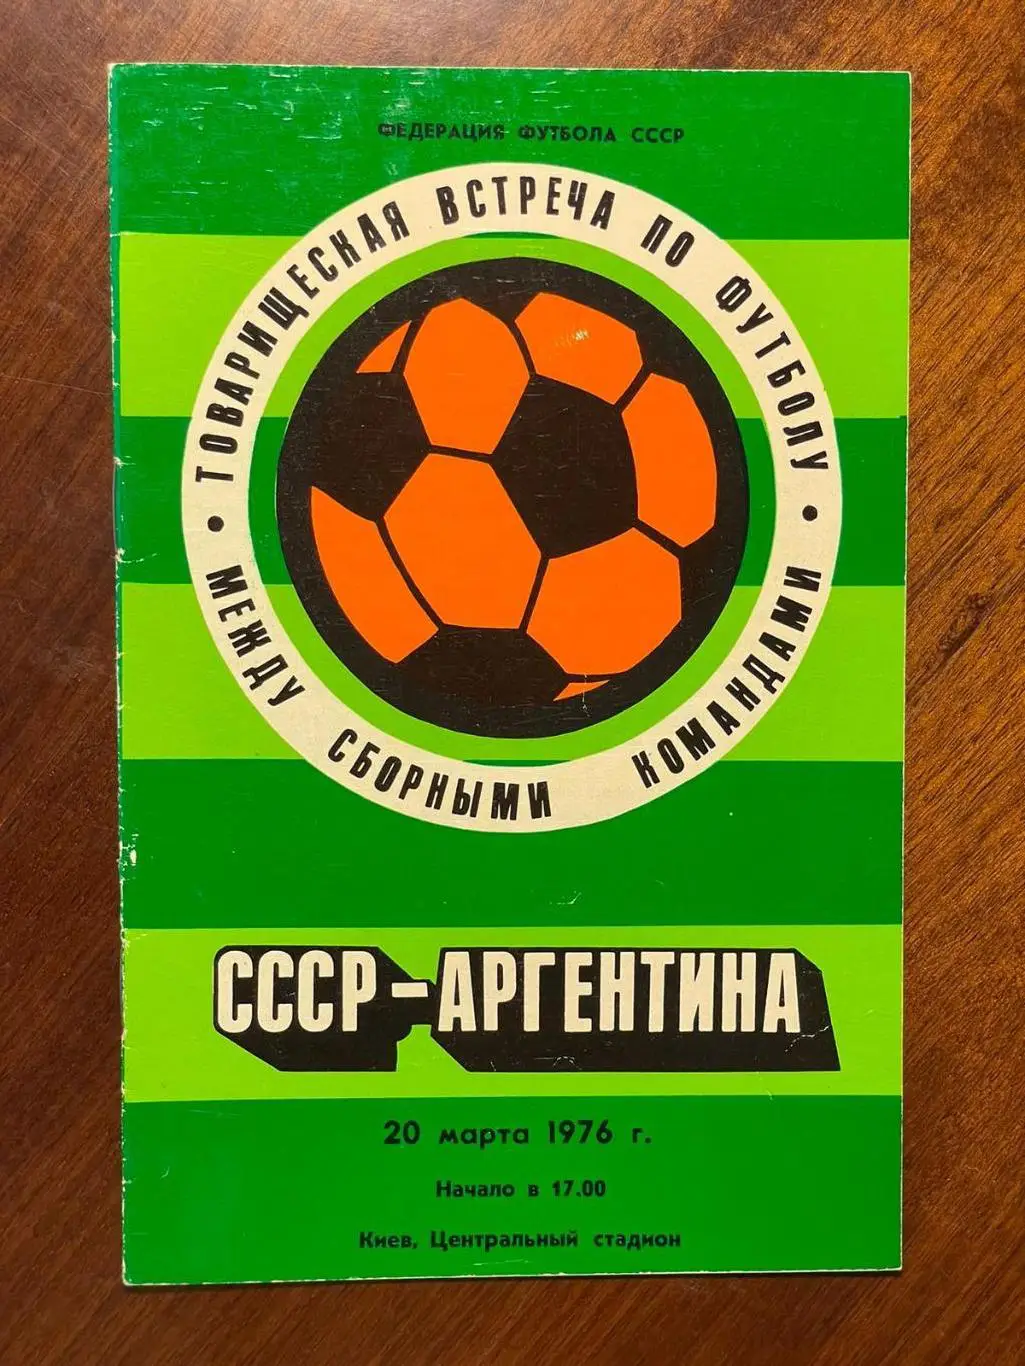 ФЕДЕРАЦИЯ ФУТБОЛА СССР
• ТОВАРИЩЕСКАЯ ВСТРЕЧА ПО ФУТБОЛУ •
МЕЖДУ СБОРНЫМИ КОМАНДАМИ
СССР-АРГЕНТИНА
20 марта 1976 г.
Начало в 17.00
Киев, Центральный стадион